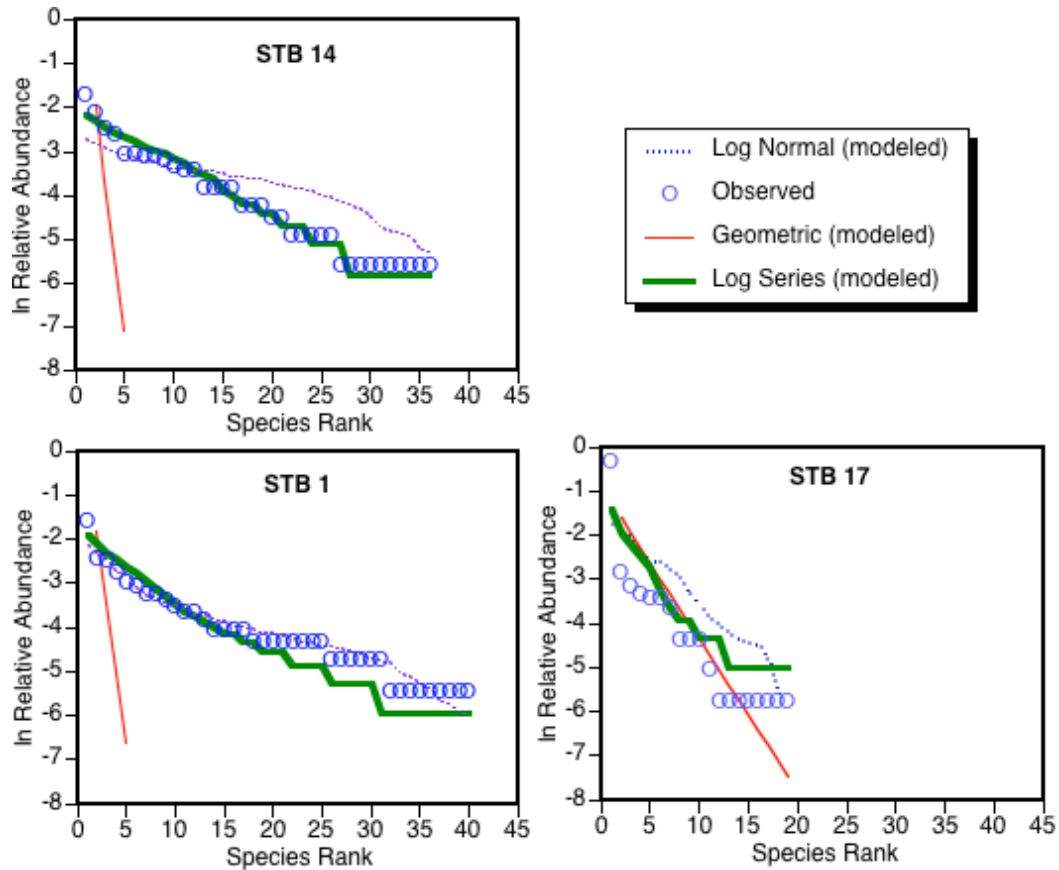 STB 14
0
-1
-2
-3
-4
-5
-6
-7
-8
ln Relative Abundance
0 5 10 15 20 25 30 35 40 45
Species Rank
Log Normal (modeled)
Observed
Geometric (modeled)
Log Series (modeled)
STB 1
0
-1
-2
-3
-4
-5
-6
-7
-8
ln Relative Abundance
0 5 10 15 20 25 30 35 40 45
Species Rank
STB 17
0
-1
-2
-3
-4
-5
-6
-7
-8
ln Relative Abundance
0 5 10 15 20 25 30 35 40 45
Species Rank